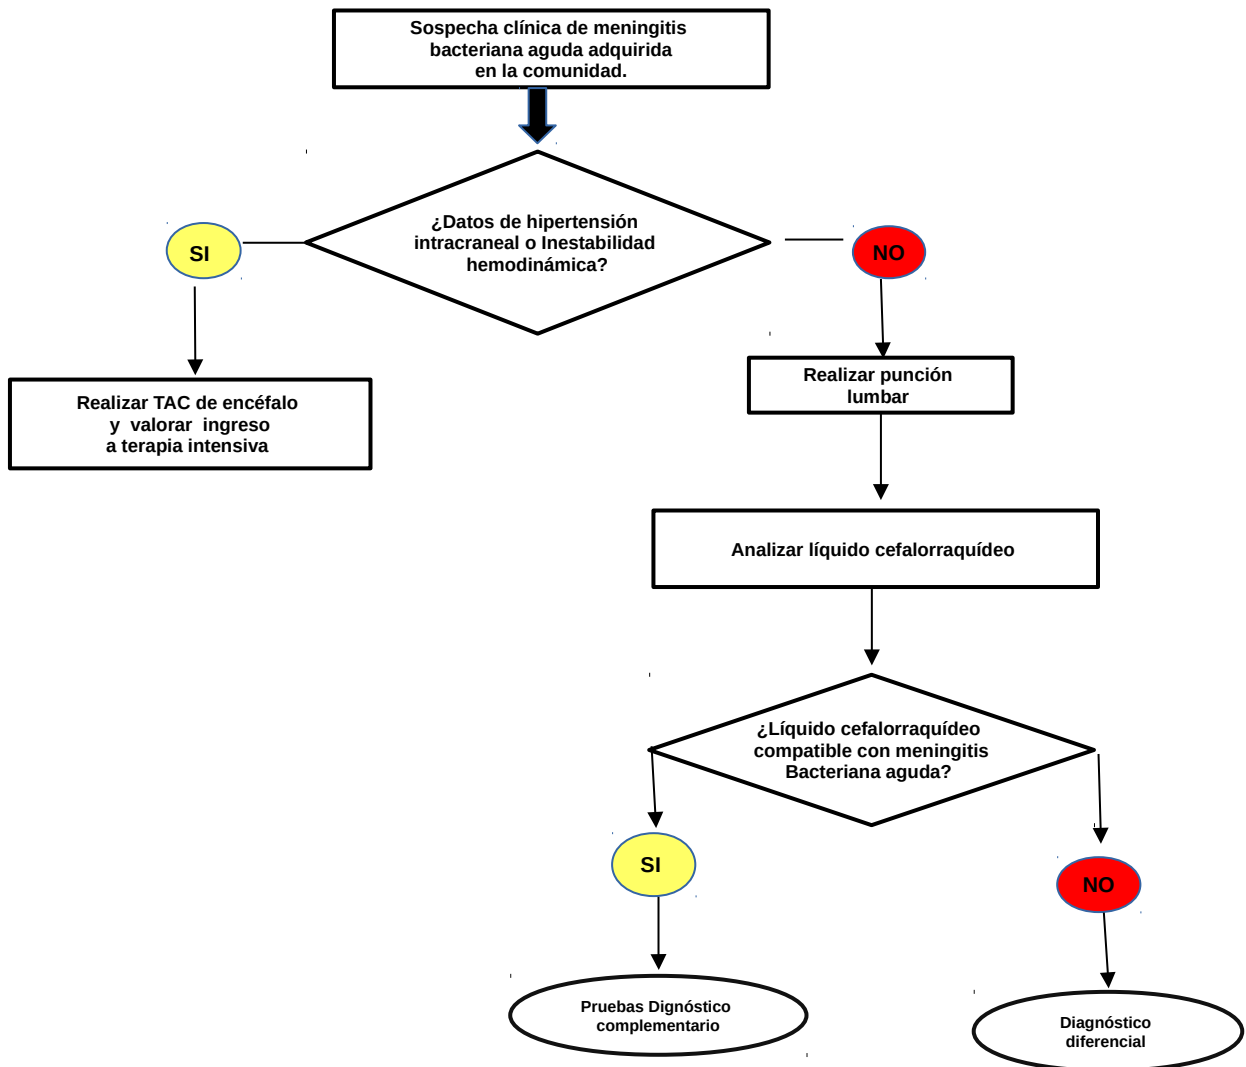 Sospecha clínica de meningitis
bacteriana aguda adquirida
en la comunidad.
¿Datos de hipertensión
intracraneal o Inestabilidad
hemodinámica?
SI
NO
Realizar TAC de encéfalo
y valorar ingreso
a terapia intensiva
Realizar punción
lumbar
Analizar líquido cefalorraquídeo
¿Líquido cefalorraquídeo
compatible con meningitis
Bacteriana aguda?
SI
NO
Pruebas Dignóstico
complementario
Diagnóstico
diferencial